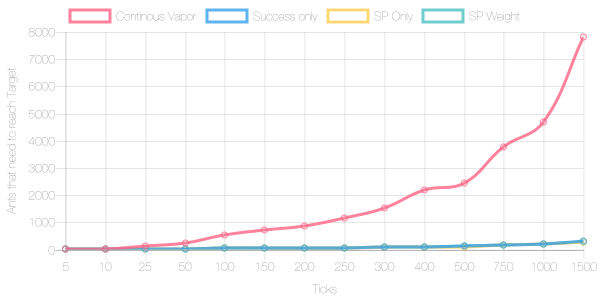 Continous Vapor Success only SP Only SP Weight
8000
7000
6000
5000
4000
3000
2000
1000
0
Ants that need to reach Target
5 10 25 50 100 150 200 250 300 400 500 750 1000 1500
Ticks